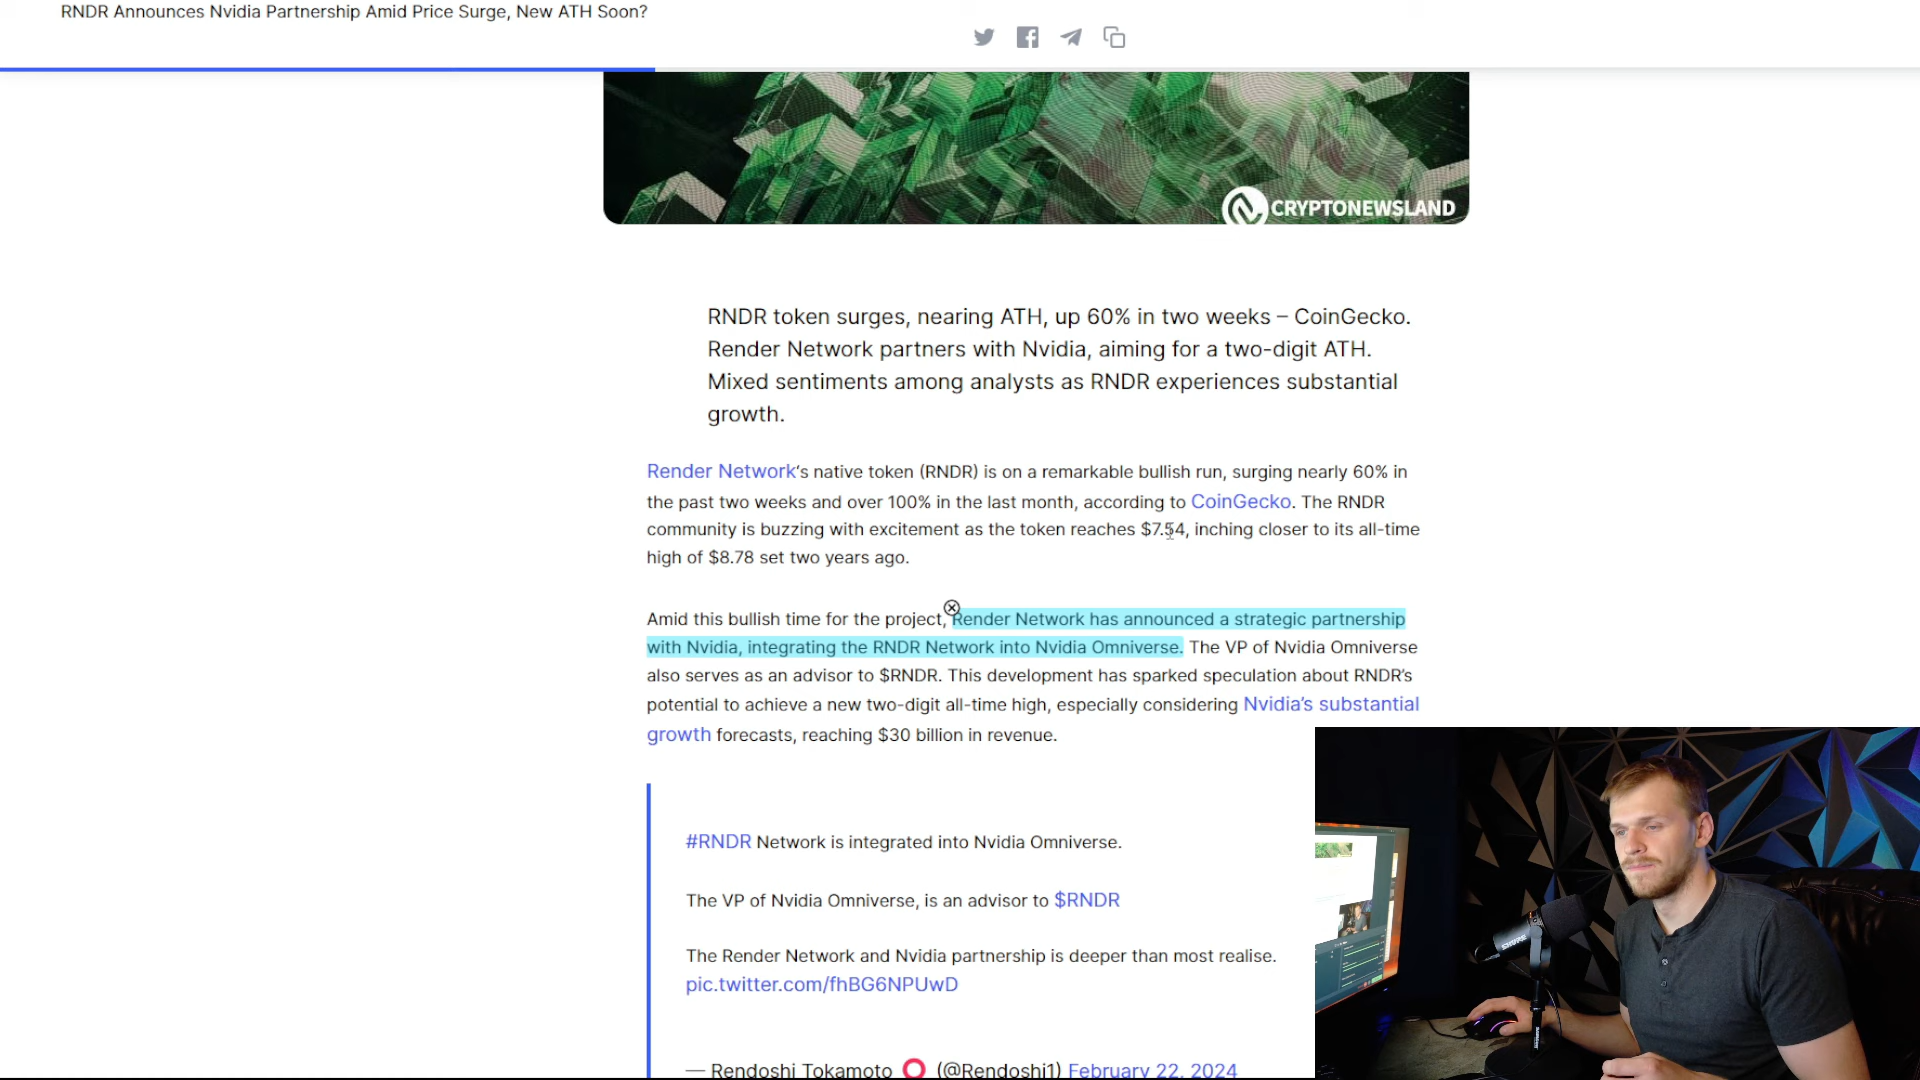 RNDR Announces Nvidia Partnership Amid Price Surge, New ATH Soon?
CRYPTONEWSLAND
RNDR token surges, nearing ATH, up 60% in two weeks – CoinGecko.
Render Network partners with Nvidia, aiming for a two-digit ATH.
Mixed sentiments among analysts as RNDR experiences substantial
growth.
Render Network‘s native token (RNDR) is on a remarkable bullish run, surging nearly 60% in
the past two weeks and over 100% in the last month, according to CoinGecko. The RNDR
community is buzzing with excitement as the token reaches $7.54, inching closer to its all-time
high of $8.78 set two years ago.
Amid this bullish time for the project, Render Network has announced a strategic partnership
with Nvidia, integrating the RNDR Network into Nvidia Omniverse. The VP of Nvidia Omniverse
also serves as an advisor to $RNDR. This development has sparked speculation about RNDR’s
potential to achieve a new two-digit all-time high, especially considering Nvidia’s substantial
growth forecasts, reaching $30 billion in revenue.
#RNDR Network is integrated into Nvidia Omniverse.
The VP of Nvidia Omniverse, is an advisor to $RNDR
The Render Network and Nvidia partnership is deeper than most realise.
pic.twitter.com/fhBG6NPUwD
— Rendoshi Tokamoto ⭕ (@Rendoshi1) February 22, 2024
SHURE